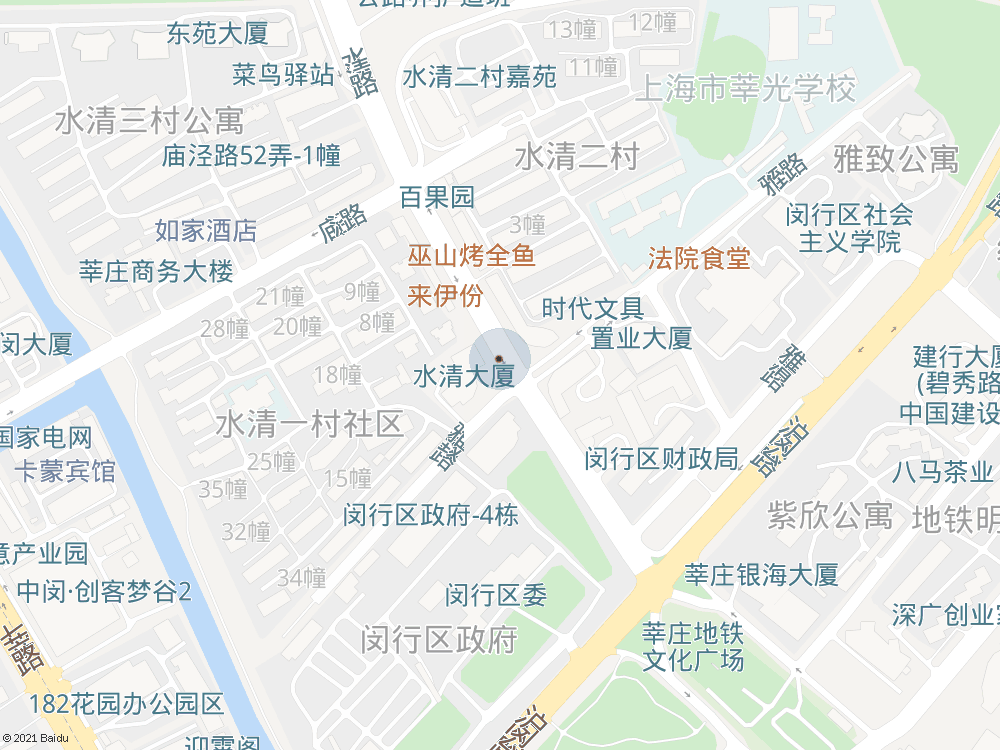 东苑大厦
13幢
12幢
菜鸟驿站
水清二村嘉苑
11幢
上海市莘光学校
水清三村公寓
庙泾路52弄-1幢
水清二村
雅致公寓
百果园
闵行区社会
主义学院
3幢
如家酒店
巫山烤全鱼
法院食堂
莘庄商务大楼
来伊份
21幢
9幢
时代文具
28幢
20幢
8幢
置业大厦
闵大厦
建行大厦
(碧秀路
18幢
水清大厦
中国建设
水清一村社区
国家电网
25幢
闵行区财政局
卡蒙宾馆
15幢
八马茶业
35幢
闵行区政府-4栋
紫欣公寓
地铁明
32幢
意产业园
34幢
莘庄银海大厦
中闵·创客梦谷2
闵行区委
深广创业家
闵行区政府
莘庄地铁
文化广场
182花园办公园区
© 2021 Baidu
迎霭阁